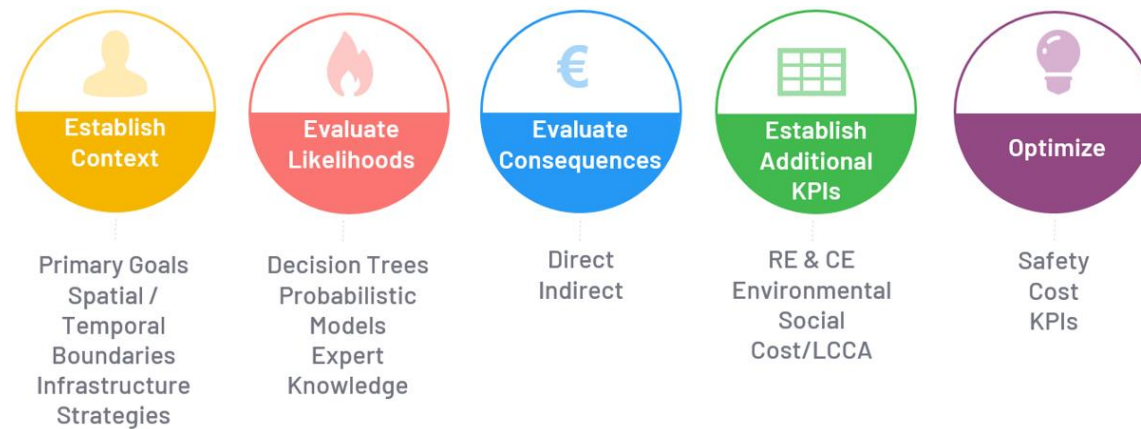 Establish
Context
Primary Goals
Spatial /
Temporal
Boundaries
Infrastructure
Strategies
Evaluate
Likelihoods
Decision Trees
Probabilistic
Models
Expert
Knowledge
€
Evaluate
Consequences
Direct
Indirect
Establish
Additional
KPIs
RE & CE
Environmental
Social
Cost/LCCA
Optimize
Safety
Cost
KPIs